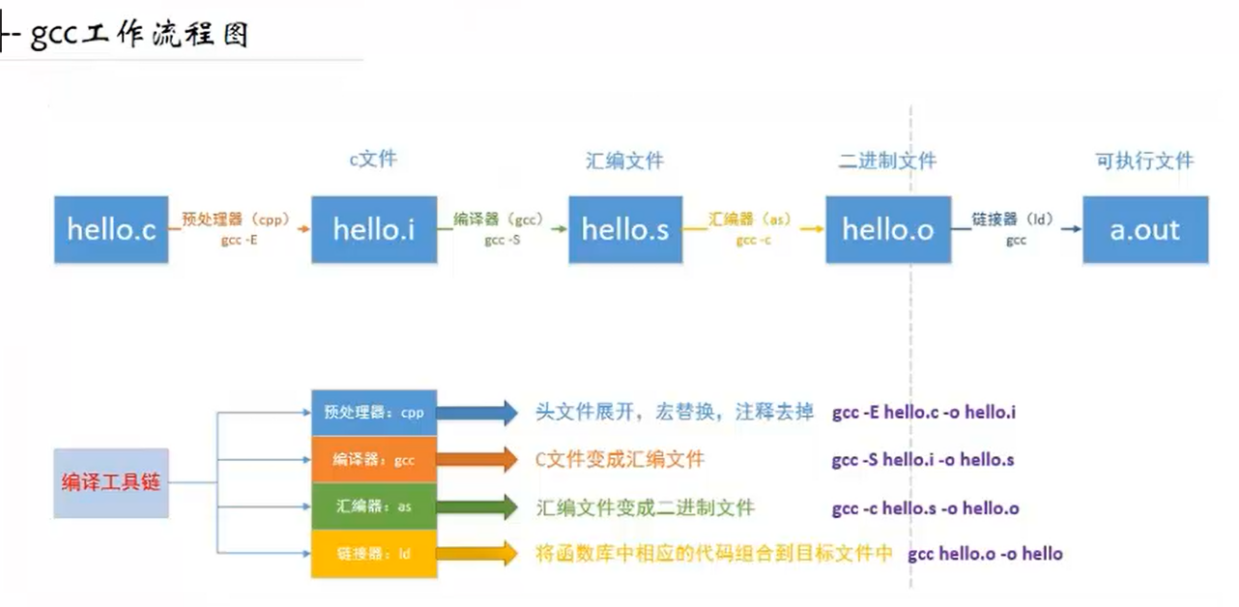 -- gcc工作流程图
c文件 汇编文件 二进制文件 可执行文件
hello.c 预处理器（cpp） hello.i 编译器（gcc） hello.s 汇编器（as） hello.o 链接器（ld） a.out
gcc -E gcc -S gcc -c gcc
预处理器：cpp 头文件展开，宏替换，注释去掉 gcc -E hello.c -o hello.i
编译器：gcc C文件变成汇编文件 gcc -S hello.i -o hello.s
编译工具链
汇编器：as 汇编文件变成二进制文件 gcc -c hello.s -o hello.o
链接器：ld 将函数库中相应的代码组合到目标文件中 gcc hello.o -o hello